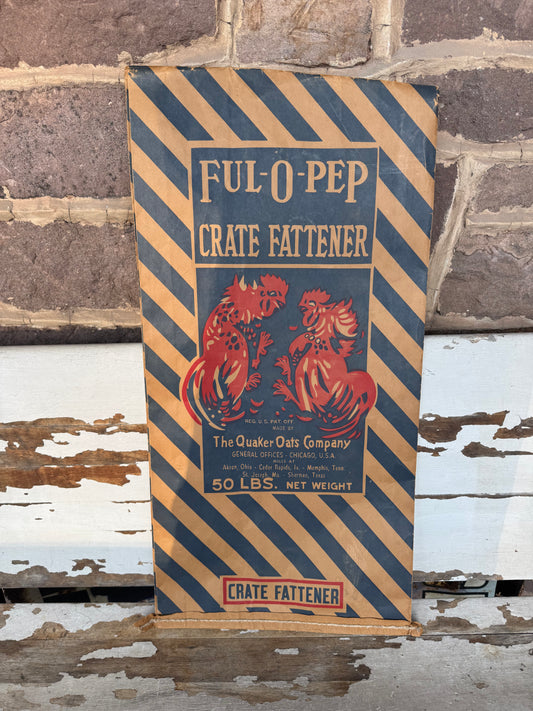 FUL-O-PEP
CRATE FATTENER
REG. U.S. PAT. OFF.
MADE BY
The Quaker Oats Company
GENERAL OFFICES - CHICAGO, U.S.A.
MILLS AT
Akron, Ohio - Cedar Rapids, Ia. - Memphis, Tenn.
St. Joseph, Mo. - Sherman, Texas
50 LBS. NET WEIGHT
CRATE FATTENER